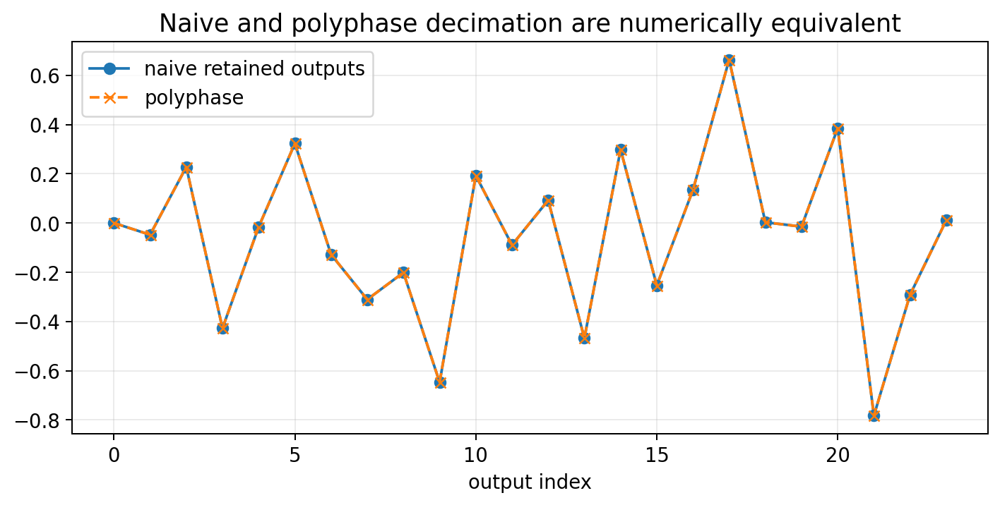 Naive and polyphase decimation are numerically equivalent
naive retained outputs
polyphase
0.6
0.4
0.2
0.0
−0.2
−0.4
−0.6
−0.8
0 5 10 15 20
output index